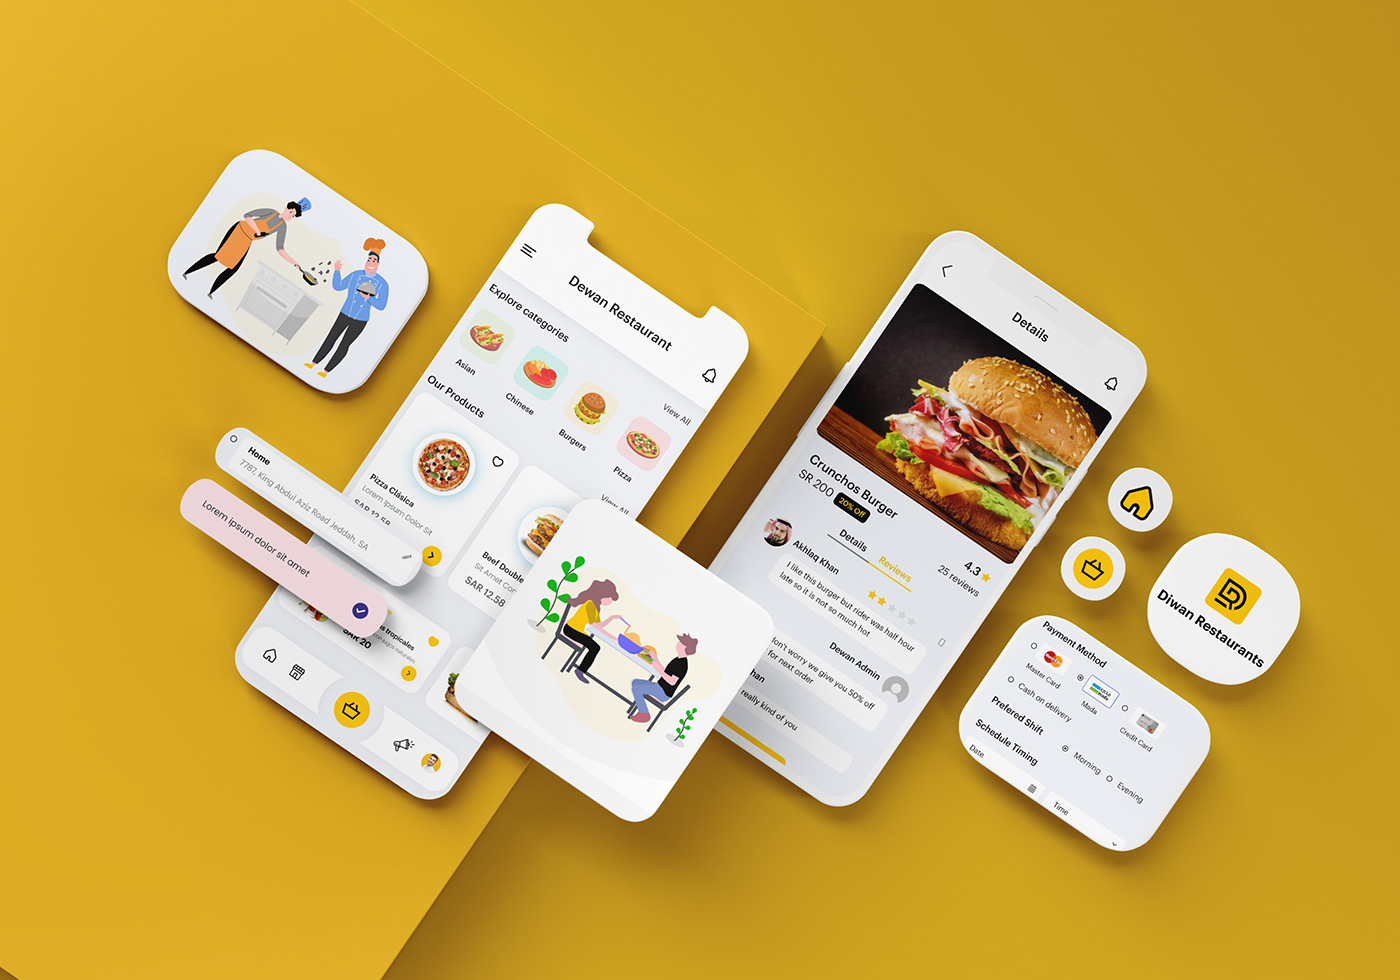 Dewan Restaurant
Explore categories
View All
Asian
Chinese
Burgers
Pizza
Our Products
View All
Pizza Clásica
Lorem Ipsum Dolor Sit
SAR 12.58
Beef Double
Sit Amet Con
SAR 12.58
s tropicales
SAR 20
Home
7787, King Abdul Aziz Road Jeddah, SA
Lorem ipsum dolor sit amet
Details
Crunchos Burger
SR 200
20% Off
4.3
25 reviews
Details
Reviews
Akhlaq Khan
I like this burger but rider was half hour
late so it is not so much hot
Dewan Admin
don't worry we give you 50% off
for next order
han
really kind of you
Diwan Restaurants
Payment Method
Master Card
Mada
Credit Card
Cash on delivery
Prefered Shift
Morning
Evening
Schedule Timing
Date
Time